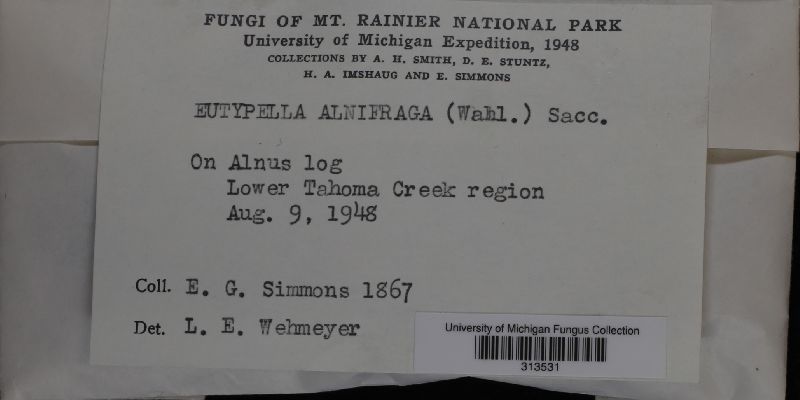 FUNGI OF MT. RAINIER NATIONAL PARK
University of Michigan Expedition, 1948
COLLECTIONS BY A. H. SMITH, D. E. STUNTZ,
H. A. IMSHAUG AND E. SIMMONS
EUTYPELLA ALNIFRAGA (Wahl.) Sacc.
On Alnus log
Lower Tahoma Creek region
Aug. 9, 1948
Coll. E. G. Simmons 1867
Det. L. E. Wehmeyer
University of Michigan Fungus Collection
313531